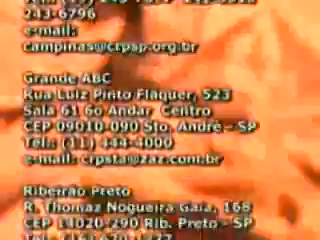 243-6796
e-mail:
campinas@crpsp.org.br
Grande ABC
Rua Luiz Pinto Flaquer, 523
Sala 61 6o Andar, Centro
CEP 09010-090 Sto. André - SP
Tel.: (11) 444-4000
e-mail: crpsta@zaz.com.br
Ribeirão Preto
R. Thomaz Nogueira Gaia, 168
CEP 14020-290 Rib. Preto - SP